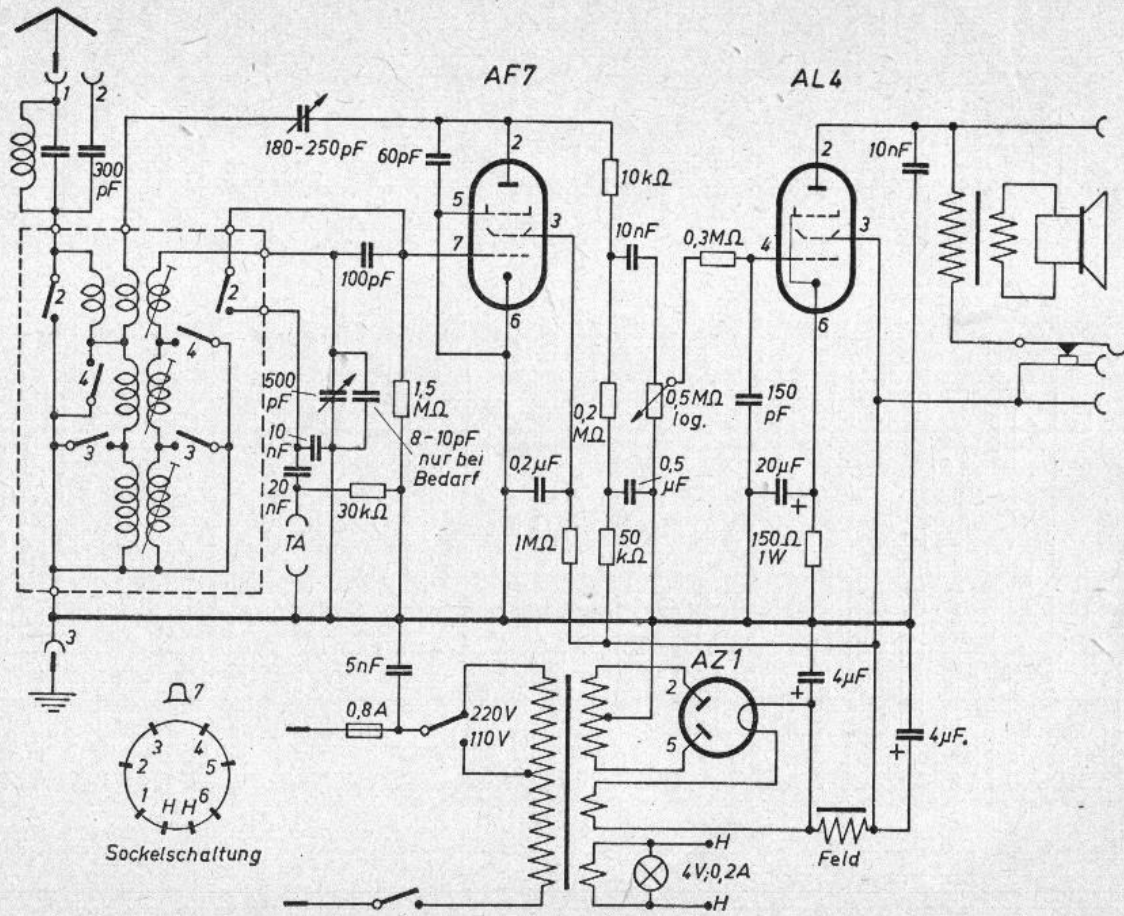 AF7
AL4
1
2
300
pF
180-250pF
60pF
2
5
7
3
6
10kΩ
10nF
0,3MΩ
2
4
3
6
10nF
100pF
2
2
4
4
3
3
500
pF
10
nF
20
nF
TA
30kΩ
1,5
MΩ
8-10pF
nur bei
Bedarf
0,2µF
1MΩ
0,2
MΩ
0,5MΩ
log.
0,5
µF
50
kΩ
150
pF
20µF
+
150Ω
1W
3
5nF
0,8A
220V
110V
AZ1
2
5
4µF
+
4µF.
+
Feld
H
4V;0,2A
H
7
3
4
2
5
1
H
H
6
Sockelschaltung